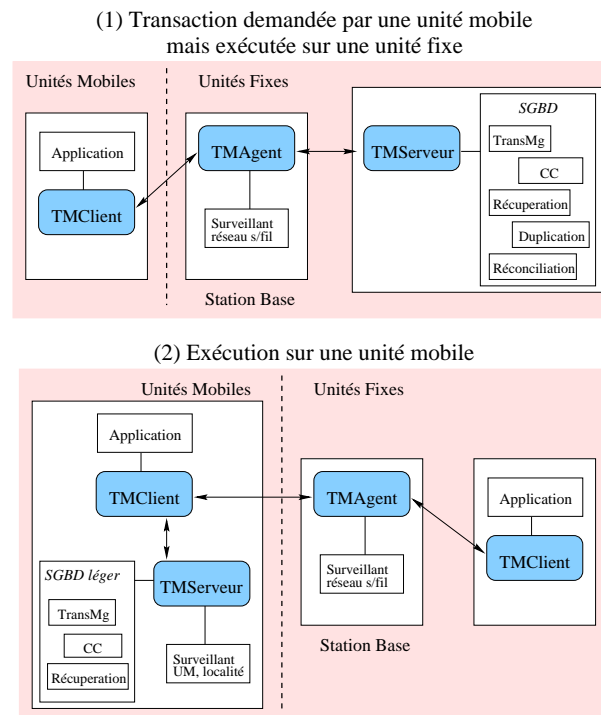 (1) Transaction demandée par une unité mobile
mais exécutée sur une unité fixe
Unités Mobiles
Unités Fixes
Application
TMClient
TMAgent
Surveillant
réseau s/fil
Station Base
TMServeur
SGBD
TransMg
CC
Récuperation
Duplication
Réconciliation
(2) Exécution sur une unité mobile
Unités Mobiles
Unités Fixes
Application
TMClient
SGBD léger
TransMg
CC
Récuperation
TMServeur
Surveillant
UM, localité
TMAgent
Surveillant
réseau s/fil
Station Base
Application
TMClient